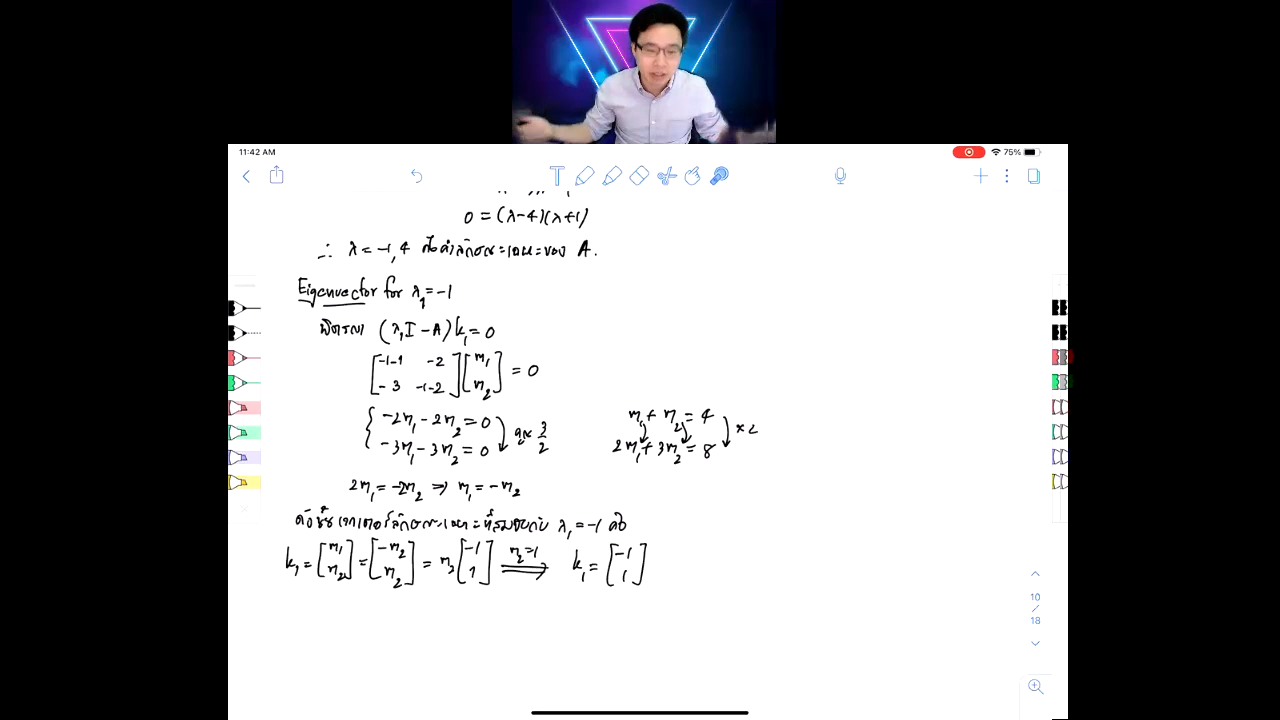 11:42 AM
75%
0 = (λ-4)(λ+1)
∴ λ = -1, 4 คือค่าลักษณะเฉพาะของ A.
Eigenvector for λ₁ = -1
พิจารณา (λ₁I - A)k₁ = 0
[-1-1 -2; -3 -1-2][m₁; m₂] = 0
{ -2m₁ - 2m₂ = 0
-3m₁ - 3m₂ = 0
3/2
m₁ + m₂ = 4
2m₁ + 3m₂ = 8
×2
2m₁ = -2m₂ ⇒ m₁ = -m₂
ดังนั้น เวกเตอร์ลักษณะเฉพาะที่สมนัยกับ λ₁ = -1 คือ
k₁ = [m₁; m₂] = [-m₂; m₂] = m₂[-1; 1] m₂=1 ⟹ k₁ = [-1; 1]
10
/
18